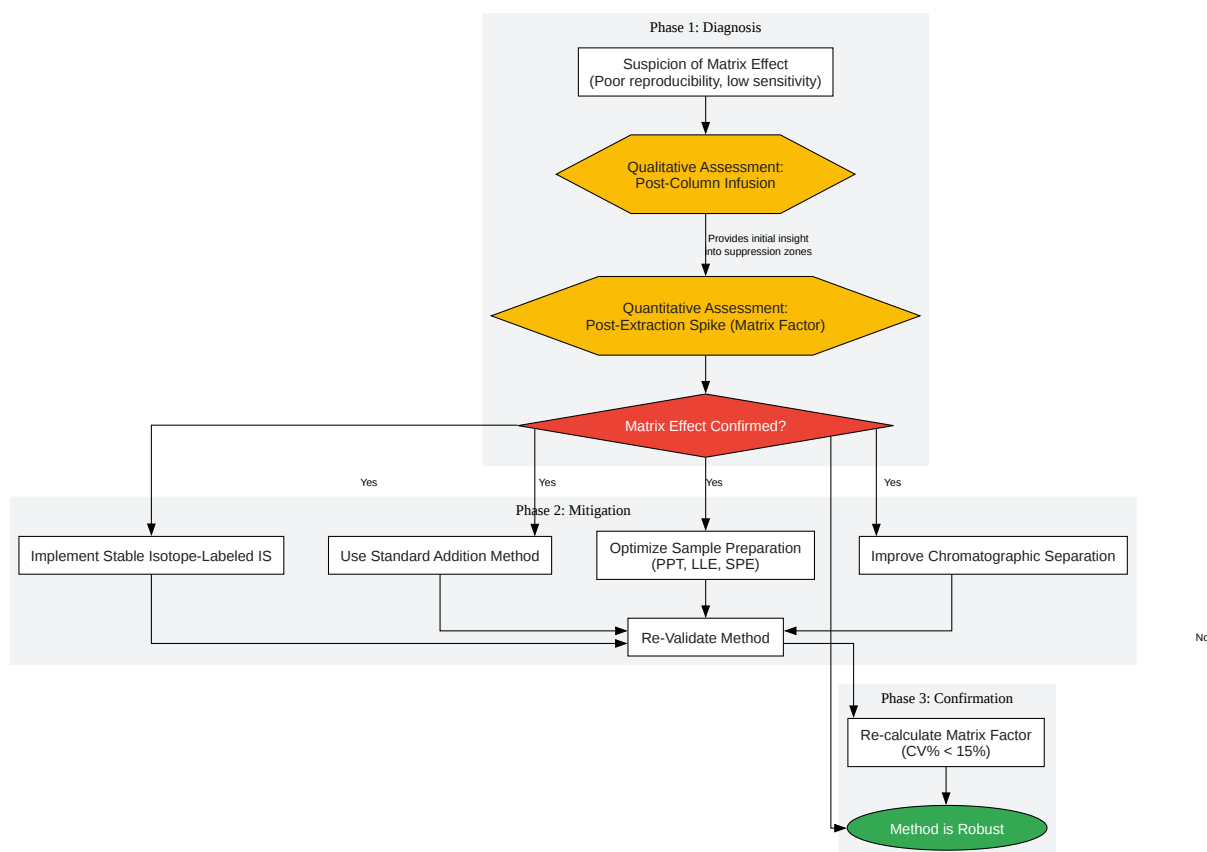 Phase 1: Diagnosis
Suspicion of Matrix Effect
(Poor reproducibility, low sensitivity)
Qualitative Assessment:
Post-Column Infusion
Provides initial insight
into suppression zones
Quantitative Assessment:
Post-Extraction Spike (Matrix Factor)
Matrix Effect Confirmed?
Yes
Yes
Yes
Yes
Phase 2: Mitigation
Implement Stable Isotope-Labeled IS
Use Standard Addition Method
Optimize Sample Preparation
(PPT, LLE, SPE)
Improve Chromatographic Separation
Re-Validate Method
No
Phase 3: Confirmation
Re-calculate Matrix Factor
(CV% < 15%)
Method is Robust